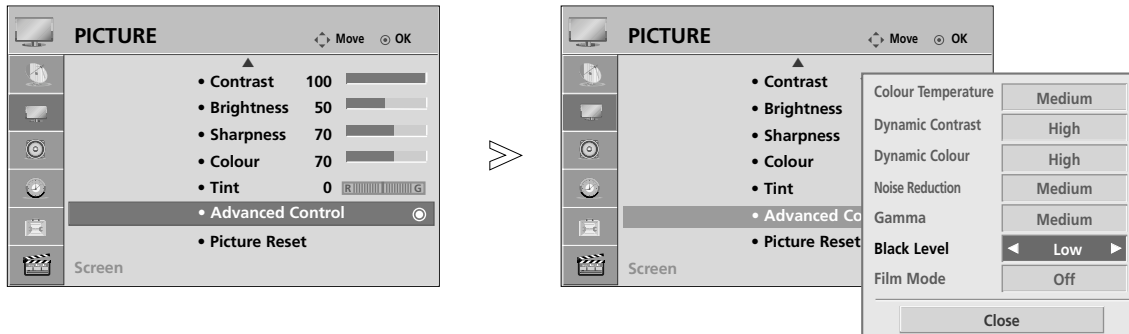 PICTURE
Move
OK
• Contrast 100
• Brightness 50
• Sharpness 70
• Colour 70
• Tint 0 R G
• Advanced Control
• Picture Reset
Screen
PICTURE
Move
OK
• Contrast
• Brightness
• Sharpness
• Colour
• Tint
• Advanced Co
• Picture Reset
Screen
Colour Temperature Medium
Dynamic Contrast High
Dynamic Colour High
Noise Reduction Medium
Gamma Medium
Black Level Low
Film Mode Off
Close